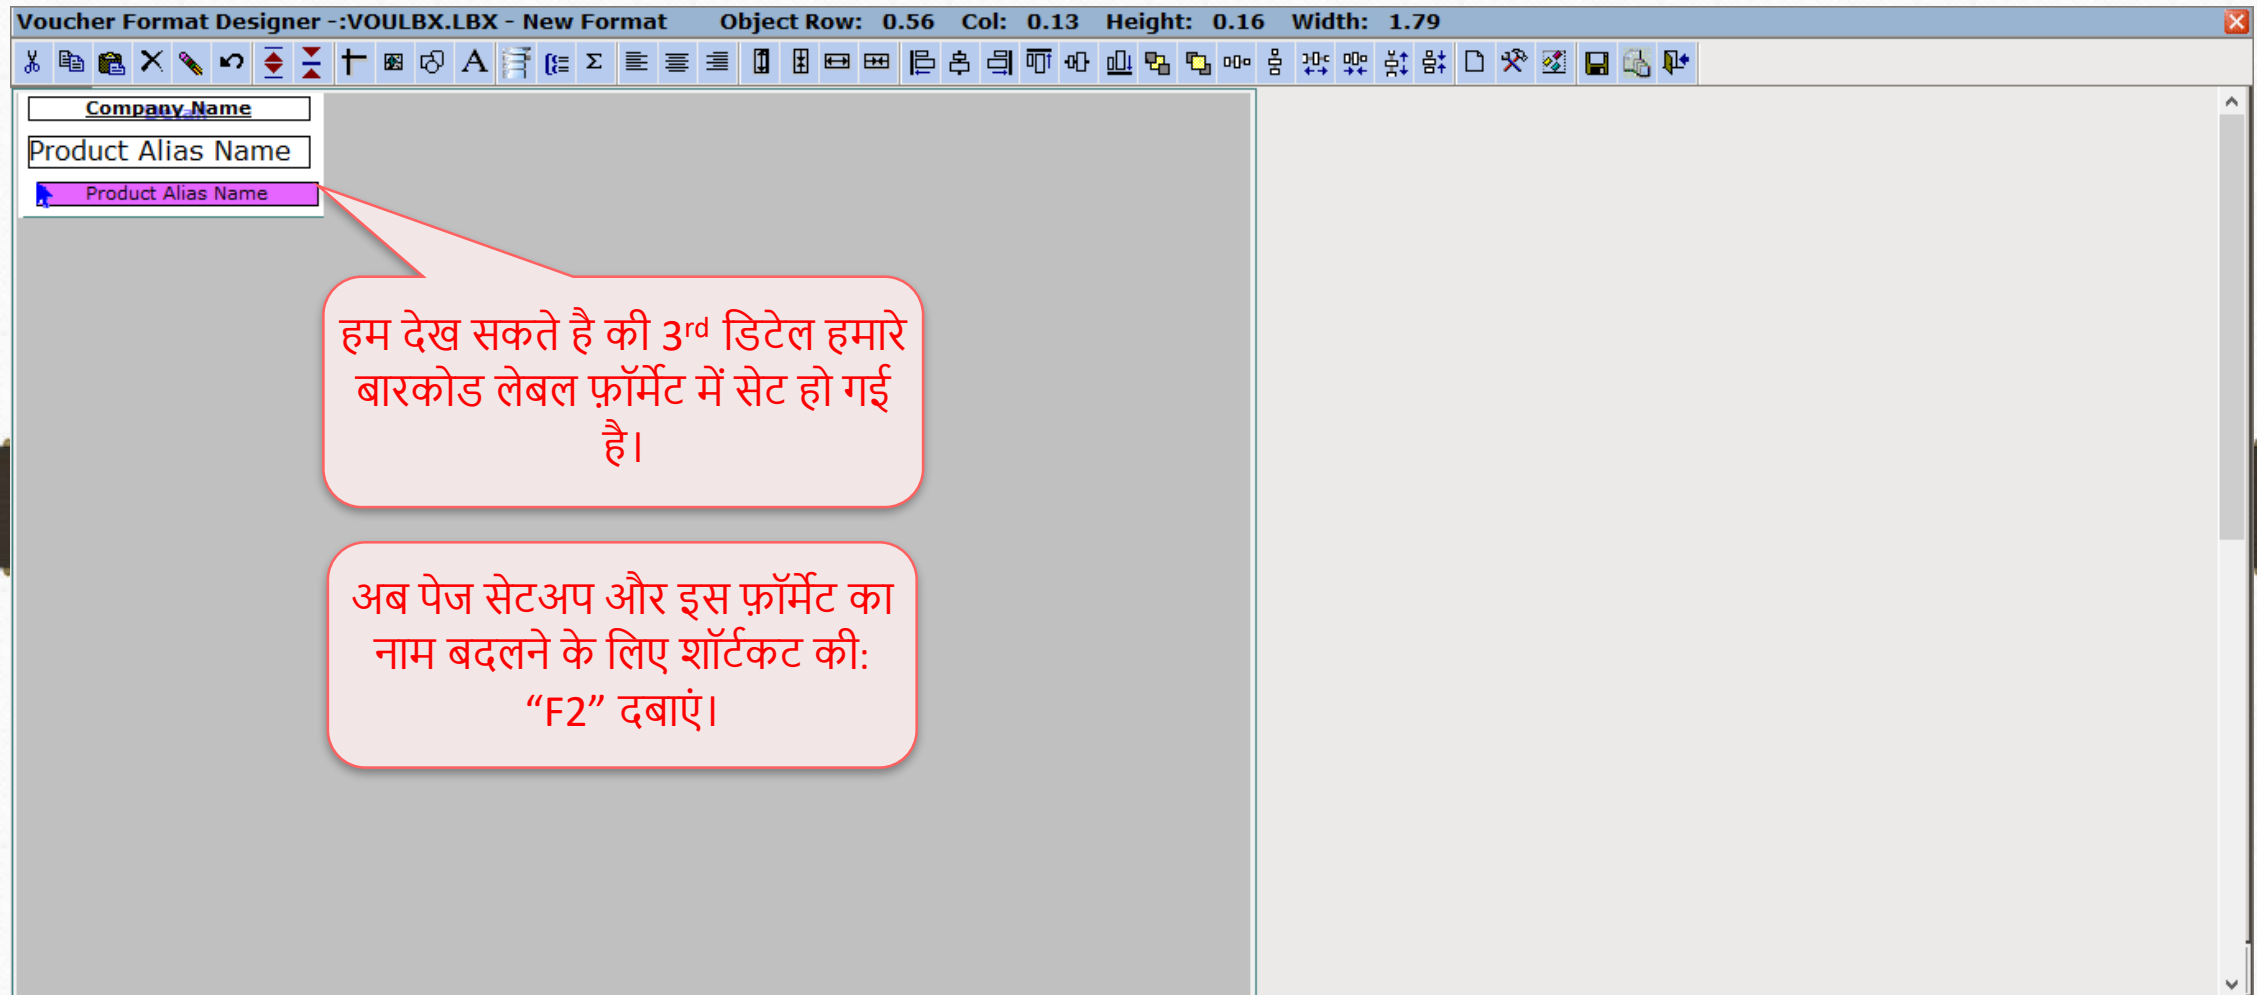 Voucher Format Designer -:VOULBX.LBX - New Format Object Row: 0.56 Col: 0.13 Height: 0.16 Width: 1.79
Company Name
Detail
Product Alias Name
Product Alias Name
हम देख सकते है की 3rd डिटेल हमारे
बारकोड लेबल फ़ॉर्मेट में सेट हो गई
है।
अब पेज सेटअप और इस फ़ॉर्मेट का
नाम बदलने के लिए शॉर्टकट की:
“F2” दबाएं।